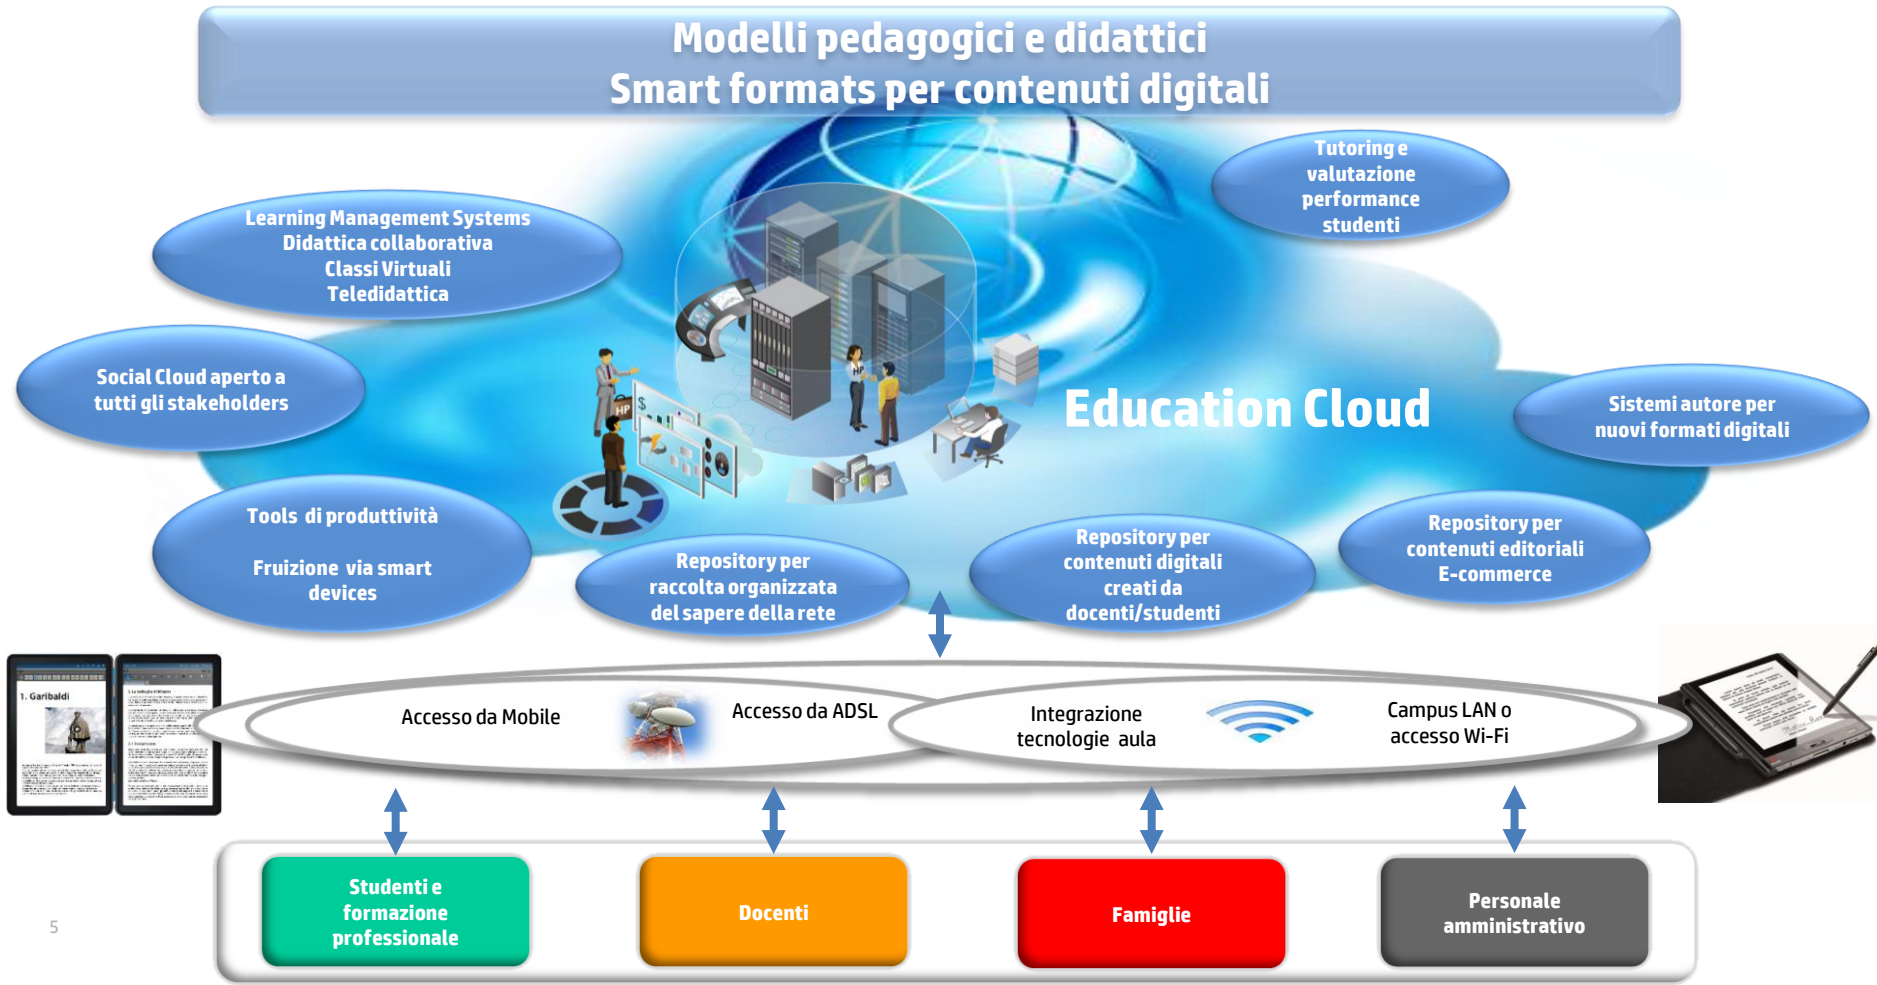 Modelli pedagogici e didattici
Smart formats per contenuti digitali
Tutoring e
valutazione
performance
studenti
Learning Management Systems
Didattica collaborativa
Classi Virtuali
Teledidattica
Social Cloud aperto a
tutti gli stakeholders
HP
HP
$
Education Cloud
Sistemi autore per
nuovi formati digitali
Tools di produttività
Fruizione via smart
devices
Repository per
raccolta organizzata
del sapere della rete
Repository per
contenuti digitali
creati da
docenti/studenti
Repository per
contenuti editoriali
E-commerce
1. Garibaldi
Accesso da Mobile
Accesso da ADSL
Integrazione
tecnologie aula
Campus LAN o
accesso Wi-Fi
Studenti e
formazione
professionale
Docenti
Famiglie
Personale
amministrativo
5